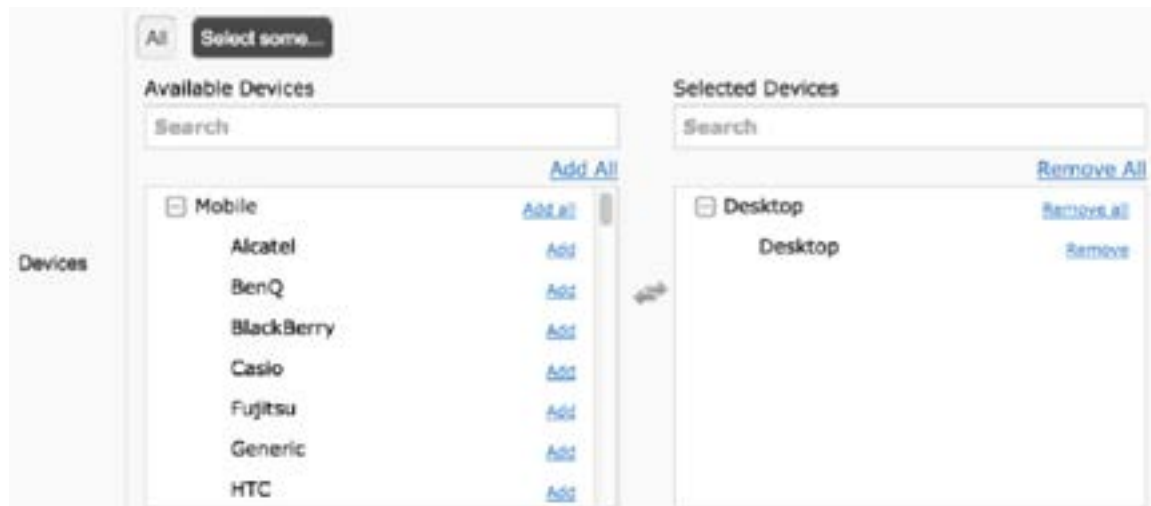 All Select some...
Available Devices Selected Devices
Search Search
Add All Remove All
Mobile Add all Desktop Remove all
Alcatel Add Desktop Remove
Devices
BenQ Add
BlackBerry Add
Casio Add
Fujitsu Add
Generic Add
HTC Add